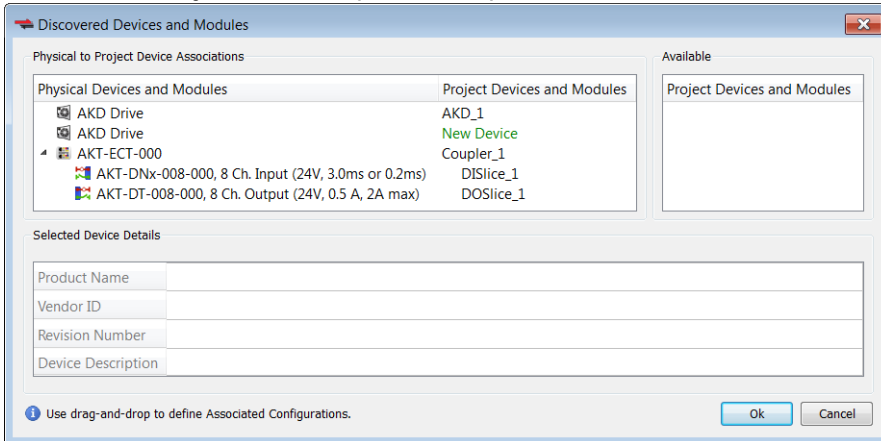 Discovered Devices and Modules
Physical to Project Device Associations
Available
Physical Devices and Modules Project Devices and Modules
Project Devices and Modules
AKD Drive AKD_1
AKD Drive New Device
AKT-ECT-000 Coupler_1
AKT-DNx-008-000, 8 Ch. Input (24V, 3.0ms or 0.2ms) DISlice_1
AKT-DT-008-000, 8 Ch. Output (24V, 0.5 A, 2A max) DOSlice_1
Selected Device Details
Product Name
Vendor ID
Revision Number
Device Description
Use drag-and-drop to define Associated Configurations.
Ok Cancel